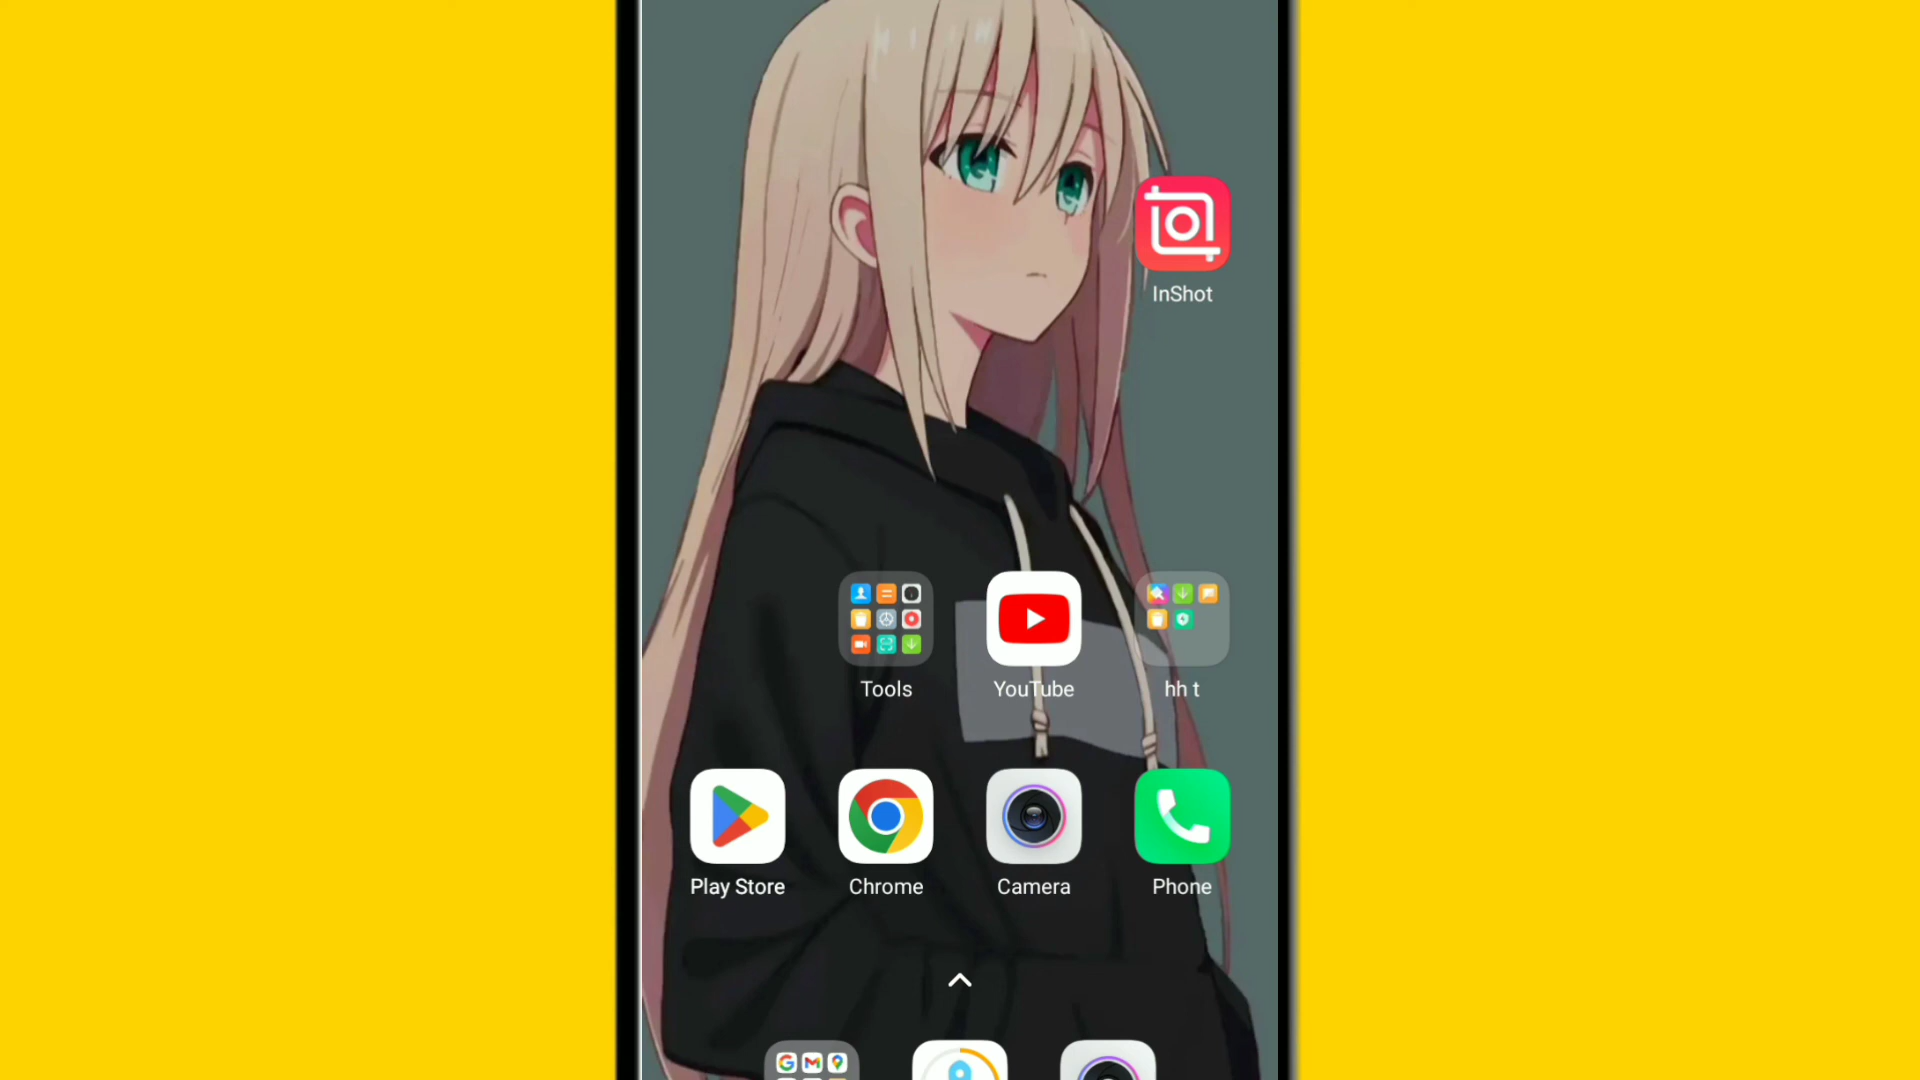 InShot
Tools
YouTube
hh t
Play Store
Chrome
Camera
Phone